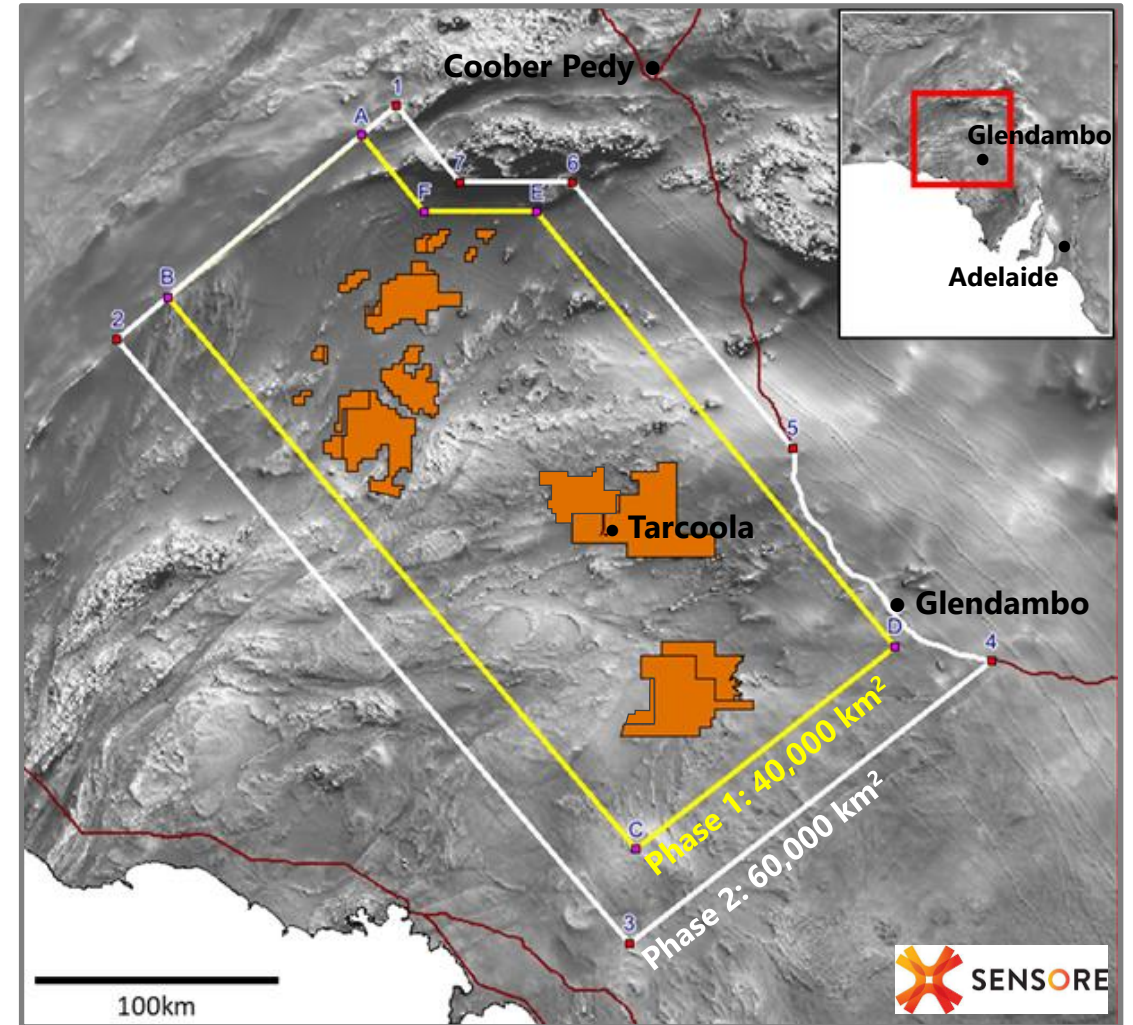 Coober Pedy
1
A
7
6
F
E
B
2
5
Tarcoola
Glendambo
D
4
C
3
Phase 1: 40,000 km²
Phase 2: 60,000 km²
100km
Glendambo
Adelaide
SENSORE